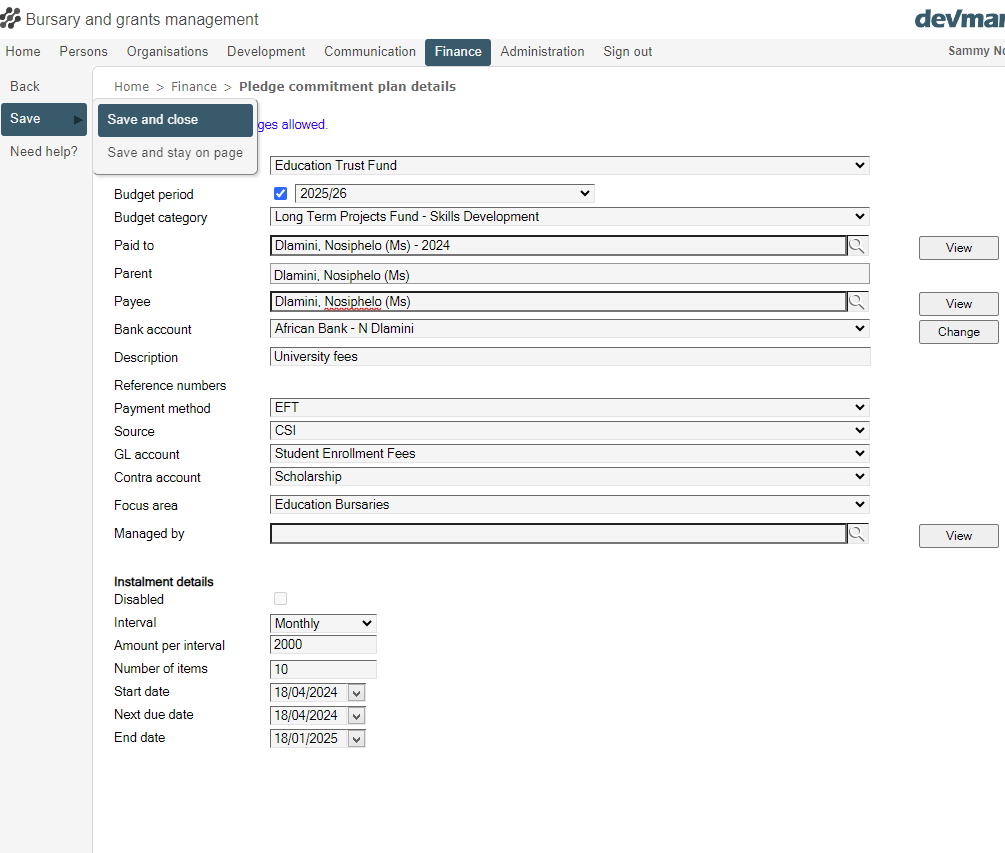 Bursary and grants management
devmar
Home Persons Organisations Development Communication Finance Administration Sign out
Sammy
Back
Save
Need help?
Home > Finance > Pledge commitment plan details
Save and close
Save and stay on page
allowed.
Education Trust Fund
Budget period 2025/26
Budget category Long Term Projects Fund - Skills Development
Paid to Dlamini, Nosiphelo (Ms) - 2024 View
Parent Dlamini, Nosiphelo (Ms)
Payee Dlamini, Nosiphelo (Ms) View
Bank account African Bank - N Dlamini Change
Description University fees
Reference numbers
Payment method EFT
Source CSI
GL account Student Enrollment Fees
Contra account Scholarship
Focus area Education Bursaries
Managed by View
Instalment details
Disabled
Interval Monthly
Amount per interval 2000
Number of items 10
Start date 18/04/2024
Next due date 18/04/2024
End date 18/01/2025